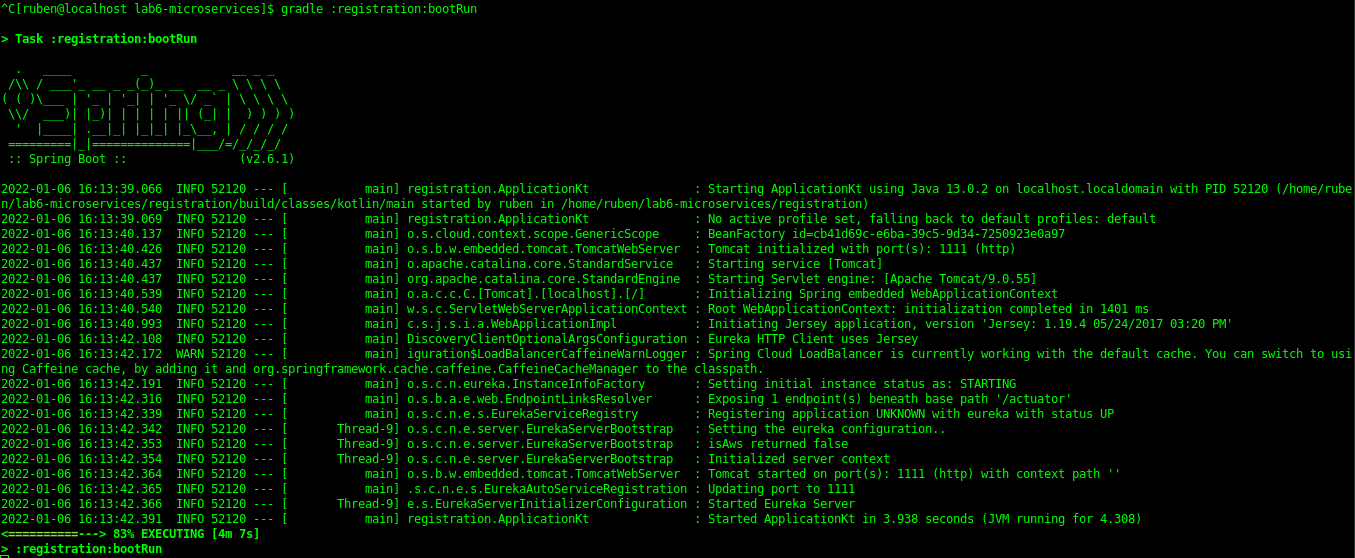 ^C[ruben@localhost lab6-microservices]$ gradle :registration:bootRun

> Task :registration:bootRun

  .   ____          _            __ _ _
 /\\ / ___'_ __ _ _(_)_ __  __ _ \ \ \ \
( ( )\___ | '_ | '_| | '_ \/ _` | \ \ \ \
 \\/  ___)| |_)| | | | | || (_| |  ) ) ) )
  '  |____| .__|_| |_|_| |_\__, | / / / /
 =========|_|==============|___/=/_/_/_/
 :: Spring Boot ::                (v2.6.1)

2022-01-06 16:13:39.066  INFO 52120 --- [           main] registration.ApplicationKt               : Starting ApplicationKt using Java 13.0.2 on localhost.localdomain with PID 52120 (/home/rube
n/lab6-microservices/registration/build/classes/kotlin/main started by ruben in /home/ruben/lab6-microservices/registration)
2022-01-06 16:13:39.069  INFO 52120 --- [           main] registration.ApplicationKt               : No active profile set, falling back to default profiles: default
2022-01-06 16:13:40.137  INFO 52120 --- [           main] o.s.cloud.context.scope.GenericScope     : BeanFactory id=cb41d69c-e6ba-39c5-9d34-7250923e0a97
2022-01-06 16:13:40.426  INFO 52120 --- [           main] o.s.b.w.embedded.tomcat.TomcatWebServer  : Tomcat initialized with port(s): 1111 (http)
2022-01-06 16:13:40.437  INFO 52120 --- [           main] o.apache.catalina.core.StandardService   : Starting service [Tomcat]
2022-01-06 16:13:40.437  INFO 52120 --- [           main] org.apache.catalina.core.StandardEngine  : Starting Servlet engine: [Apache Tomcat/9.0.55]
2022-01-06 16:13:40.539  INFO 52120 --- [           main] o.a.c.c.C.[Tomcat].[localhost].[/]       : Initializing Spring embedded WebApplicationContext
2022-01-06 16:13:40.540  INFO 52120 --- [           main] w.s.c.ServletWebServerApplicationContext : Root WebApplicationContext: initialization completed in 1401 ms
2022-01-06 16:13:40.993  INFO 52120 --- [           main] c.s.j.s.i.a.WebApplicationImpl           : Initiating Jersey application, version 'Jersey: 1.19.4 05/24/2017 03:20 PM'
2022-01-06 16:13:42.108  INFO 52120 --- [           main] DiscoveryClientOptionalArgsConfiguration : Eureka HTTP Client uses Jersey
2022-01-06 16:13:42.172  WARN 52120 --- [           main] iguration$LoadBalancerCaffeineWarnLogger : Spring Cloud LoadBalancer is currently working with the default cache. You can switch to usi
ng Caffeine cache, by adding it and org.springframework.cache.caffeine.CaffeineCacheManager to the classpath.
2022-01-06 16:13:42.191  INFO 52120 --- [           main] o.s.c.n.eureka.InstanceInfoFactory       : Setting initial instance status as: STARTING
2022-01-06 16:13:42.316  INFO 52120 --- [           main] o.s.b.a.e.web.EndpointLinksResolver      : Exposing 1 endpoint(s) beneath base path '/actuator'
2022-01-06 16:13:42.339  INFO 52120 --- [           main] o.s.c.n.e.s.EurekaServiceRegistry        : Registering application UNKNOWN with eureka with status UP
2022-01-06 16:13:42.342  INFO 52120 --- [       Thread-9] o.s.c.n.e.server.EurekaServerBootstrap   : Setting the eureka configuration..
2022-01-06 16:13:42.353  INFO 52120 --- [       Thread-9] o.s.c.n.e.server.EurekaServerBootstrap   : isAws returned false
2022-01-06 16:13:42.354  INFO 52120 --- [       Thread-9] o.s.c.n.e.server.EurekaServerBootstrap   : Initialized server context
2022-01-06 16:13:42.364  INFO 52120 --- [           main] o.s.b.w.embedded.tomcat.TomcatWebServer  : Tomcat started on port(s): 1111 (http) with context path ''
2022-01-06 16:13:42.365  INFO 52120 --- [           main] .s.c.n.e.s.EurekaAutoServiceRegistration : Updating port to 1111
2022-01-06 16:13:42.366  INFO 52120 --- [       Thread-9] e.s.EurekaServerInitializerConfiguration : Started Eureka Server
2022-01-06 16:13:42.391  INFO 52120 --- [           main] registration.ApplicationKt               : Started ApplicationKt in 3.938 seconds (JVM running for 4.308)
<==========---> 83% EXECUTING [4m 7s]
> :registration:bootRun